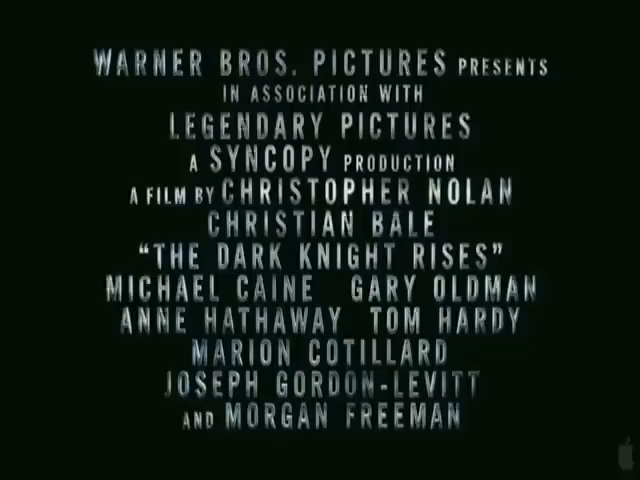 WARNER BROS. PICTURES PRESENTS
IN ASSOCIATION WITH
LEGENDARY PICTURES
A SYNCOPY PRODUCTION
A FILM BY CHRISTOPHER NOLAN
CHRISTIAN BALE
“THE DARK KNIGHT RISES”
MICHAEL CAINE GARY OLDMAN
ANNE HATHAWAY TOM HARDY
MARION COTILLARD
JOSEPH GORDON-LEVITT
AND MORGAN FREEMAN